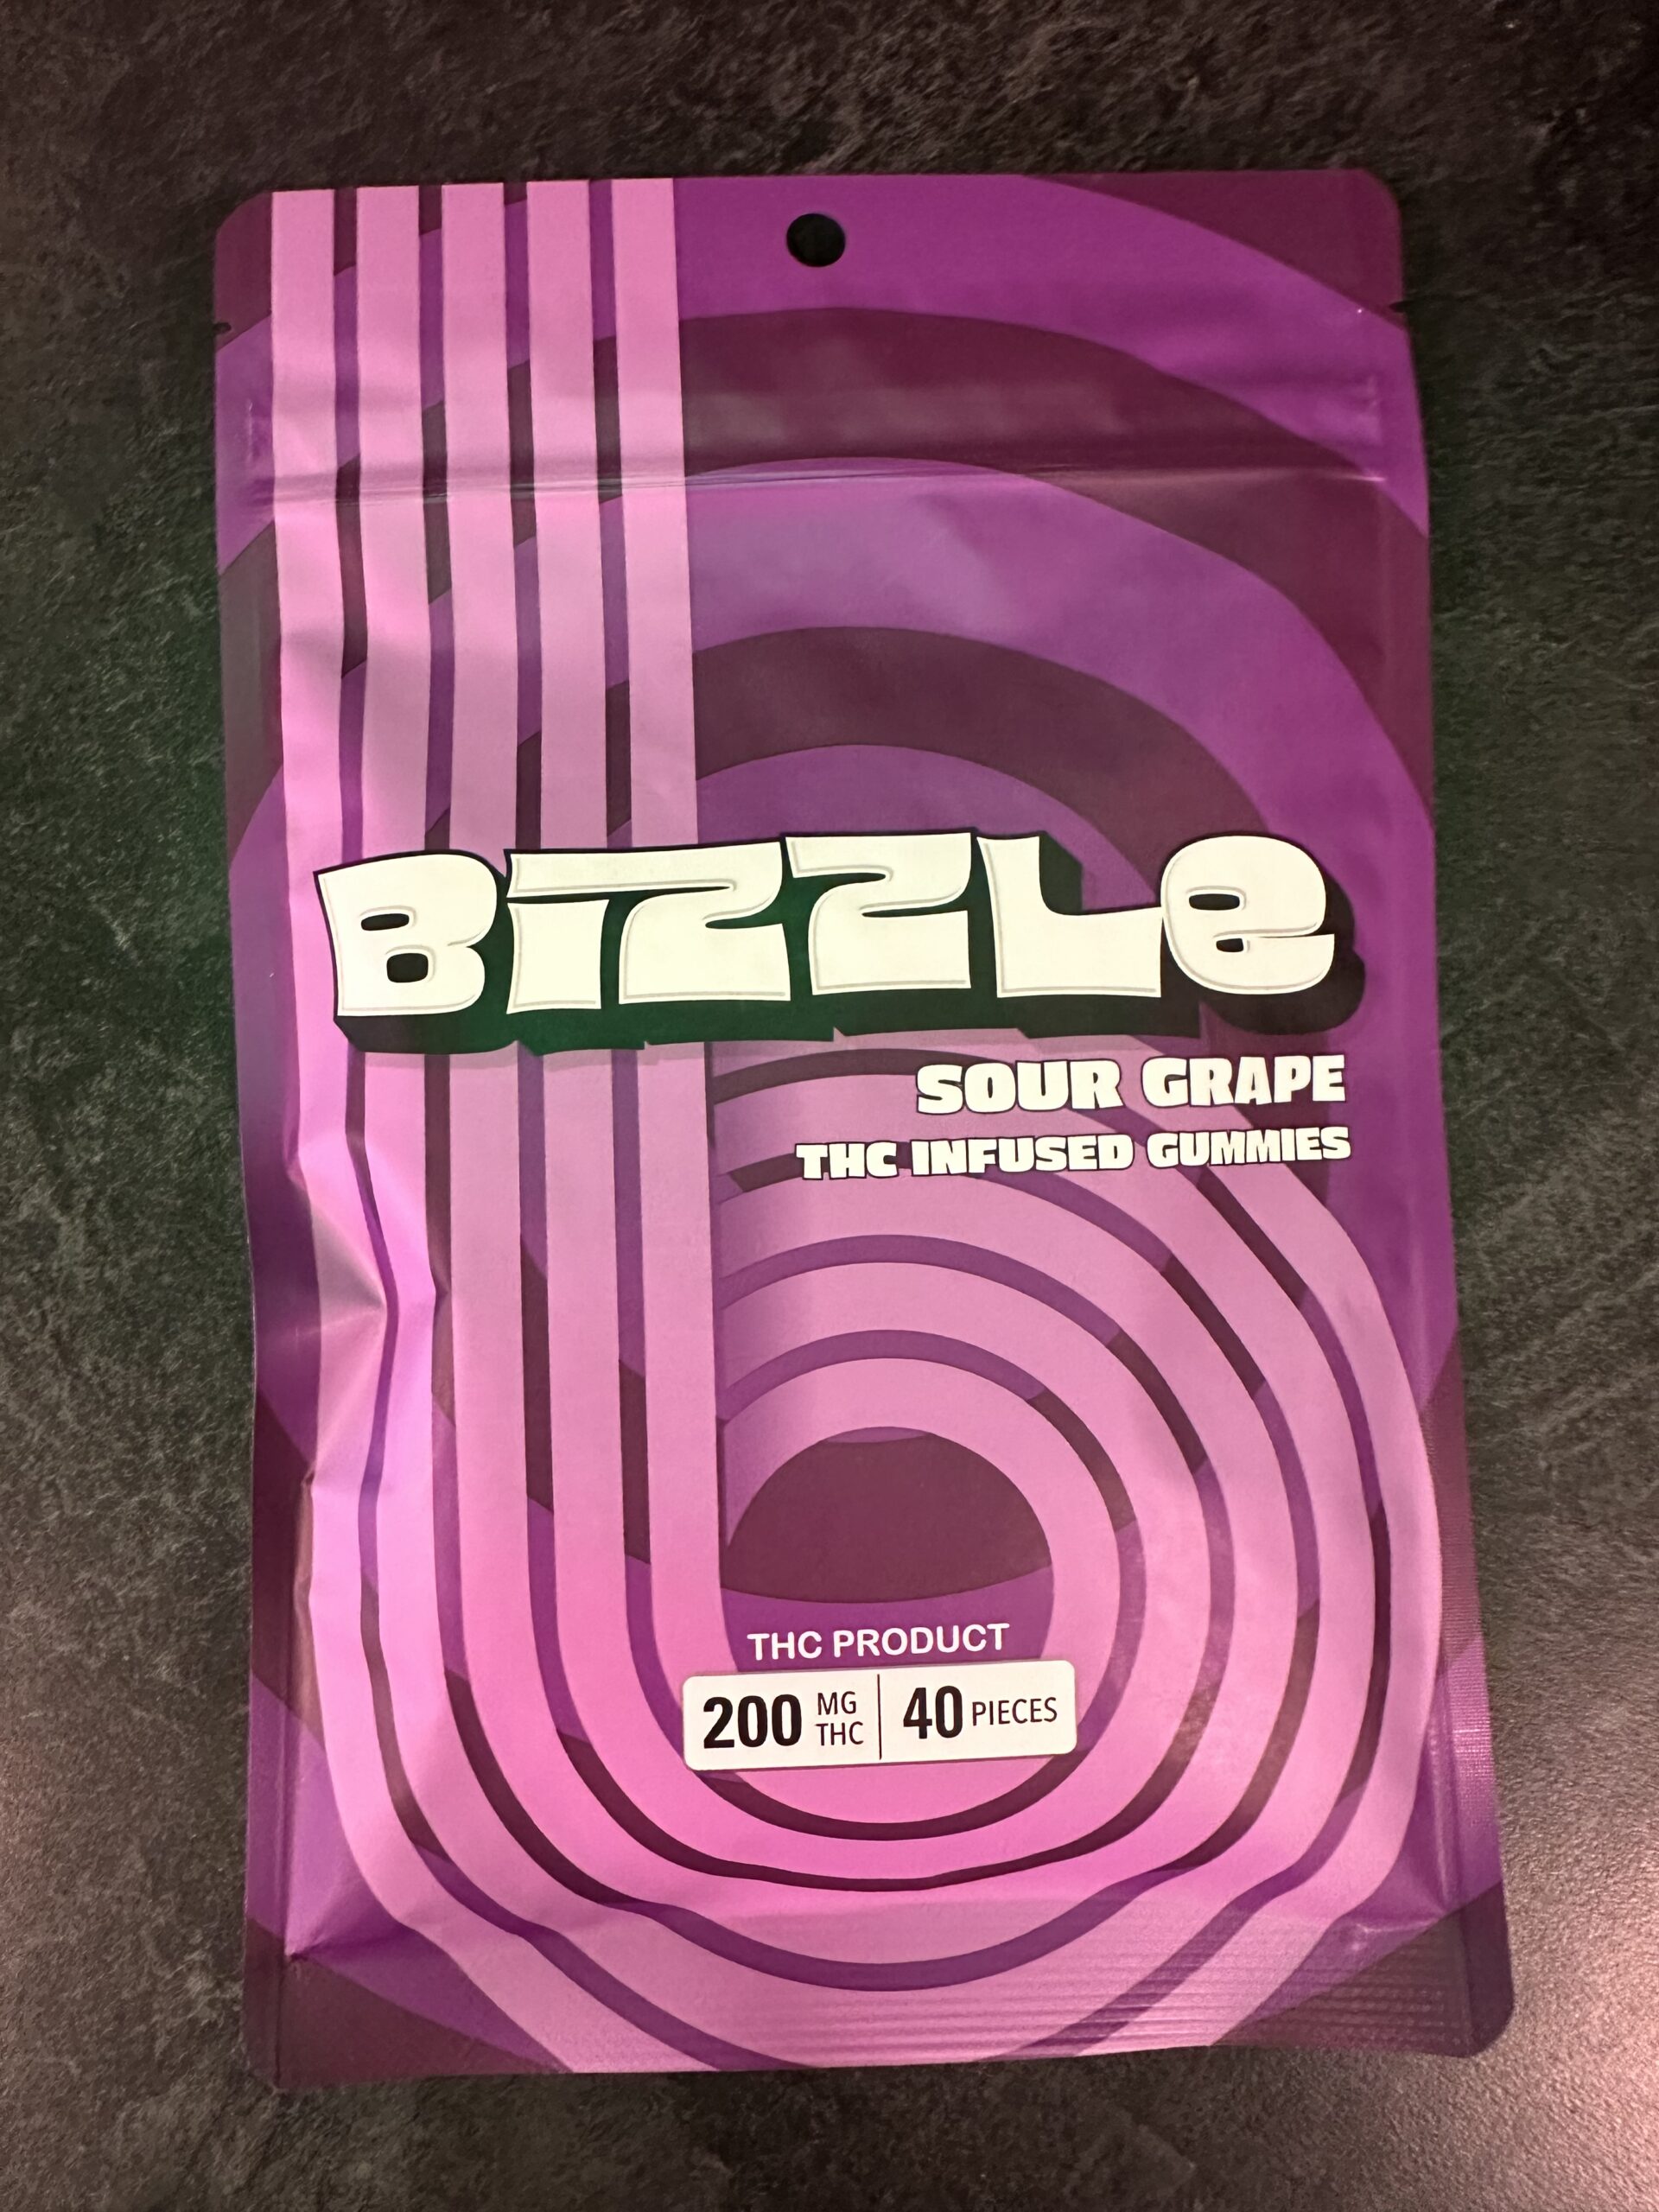 Bizzle
SOUR GRAPE
THC INFUSED GUMMIES
THC PRODUCT
200 MG THC | 40 PIECES